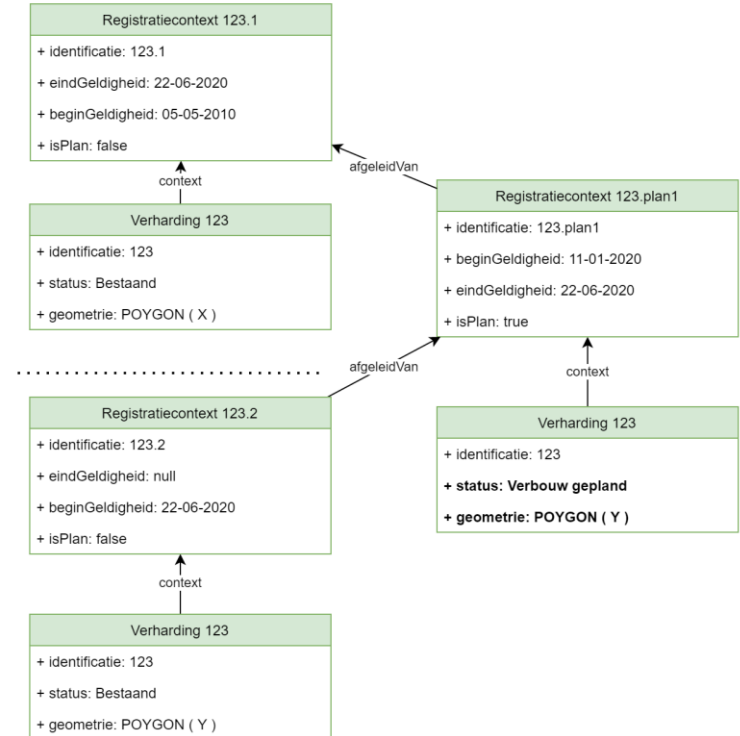 Registratiecontext 123.1
+ identificatie: 123.1
+ eindGeldigheid: 22-06-2020
+ beginGeldigheid: 05-05-2010
+ isPlan: false
context
Verharding 123
+ identificatie: 123
+ status: Bestaand
+ geometrie: POYGON ( X )
afgeleidVan
Registratiecontext 123.plan1
+ identificatie: 123.plan1
+ beginGeldigheid: 11-01-2020
+ eindGeldigheid: 22-06-2020
+ isPlan: true
context
Verharding 123
+ identificatie: 123
+ status: Verbouw gepland
+ geometrie: POYGON ( Y )
afgeleidVan
Registratiecontext 123.2
+ identificatie: 123.2
+ eindGeldigheid: null
+ beginGeldigheid: 22-06-2020
+ isPlan: false
context
Verharding 123
+ identificatie: 123
+ status: Bestaand
+ geometrie: POYGON ( Y )